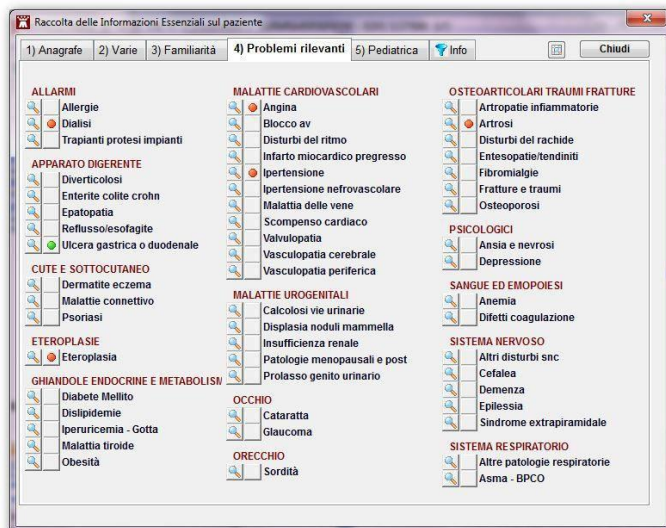 Raccolta delle Informazioni Essenziali sul paziente
1) Anagrafe
2) Varie
3) Familiarità
4) Problemi rilevanti
5) Pediatrica
Info
Chiudi
ALLARMI
Allergie
Dialisi
Trapianti protesi impianti
APPARATO DIGERENTE
Diverticolosi
Enterite colite crohn
Epatopatia
Reflusso/esofagite
Ulcera gastrica o duodenale
CUTE E SOTTOCUTANEO
Dermatite eczema
Malattie connettivo
Psoriasi
ETEROPLASIE
Eteroplasia
GHIANDOLE ENDOCRINE E METABOLISM
Diabete Mellito
Dislipidemie
Iperuricemia - Gotta
Malattia tiroide
Obesità
MALATTIE CARDIOVASCOLARI
Angina
Blocco av
Disturbi del ritmo
Infarto miocardico pregresso
Ipertensione
Ipertensione nefrovascolare
Malattia delle vene
Scompenso cardiaco
Valvulopatia
Vasculopatia cerebrale
Vasculopatia periferica
MALATTIE UROGENITALI
Calcolosi vie urinarie
Displasia noduli mammella
Insufficienza renale
Patologie menopausali e post
Prolasso genito urinario
OCCHIO
Cataratta
Glaucoma
ORECCHIO
Sordità
OSTEOARTICOLARI TRAUMI FRATTURE
Artropatie infiammatorie
Artrosi
Disturbi del rachide
Entesopatie/tendiniti
Fibromialgie
Fratture e traumi
Osteoporosi
PSICOLOGICI
Ansia e nevrosi
Depressione
SANGUE ED EMOPOIESI
Anemia
Difetti coagulazione
SISTEMA NERVOSO
Altri disturbi snc
Cefalea
Demenza
Epilessia
Sindrome extrapiramidale
SISTEMA RESPIRATORIO
Altre patologie respiratorie
Asma - BPCO